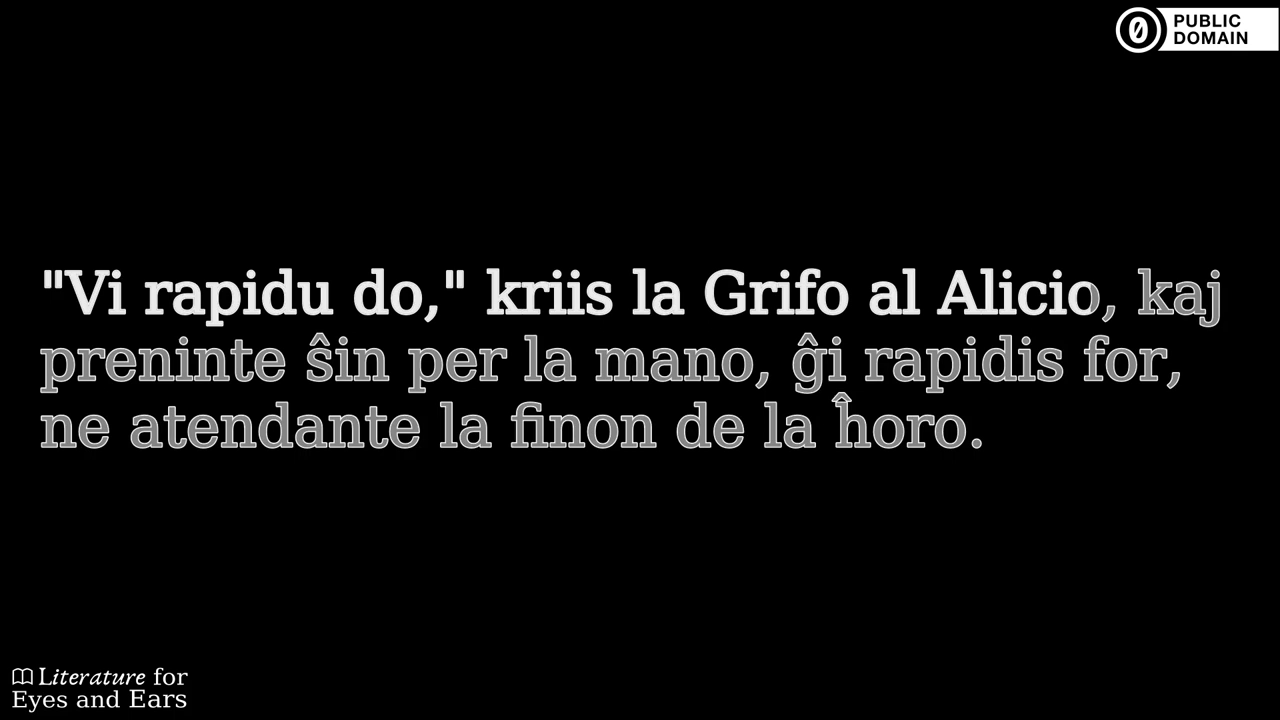 PUBLIC
DOMAIN
"Vi rapidu do," kriis la Grifo al Alicio, kaj
preninte ŝin per la mano, ĝi rapidis for,
ne atendante la finon de la ĥoro.
Literature for
Eyes and Ears